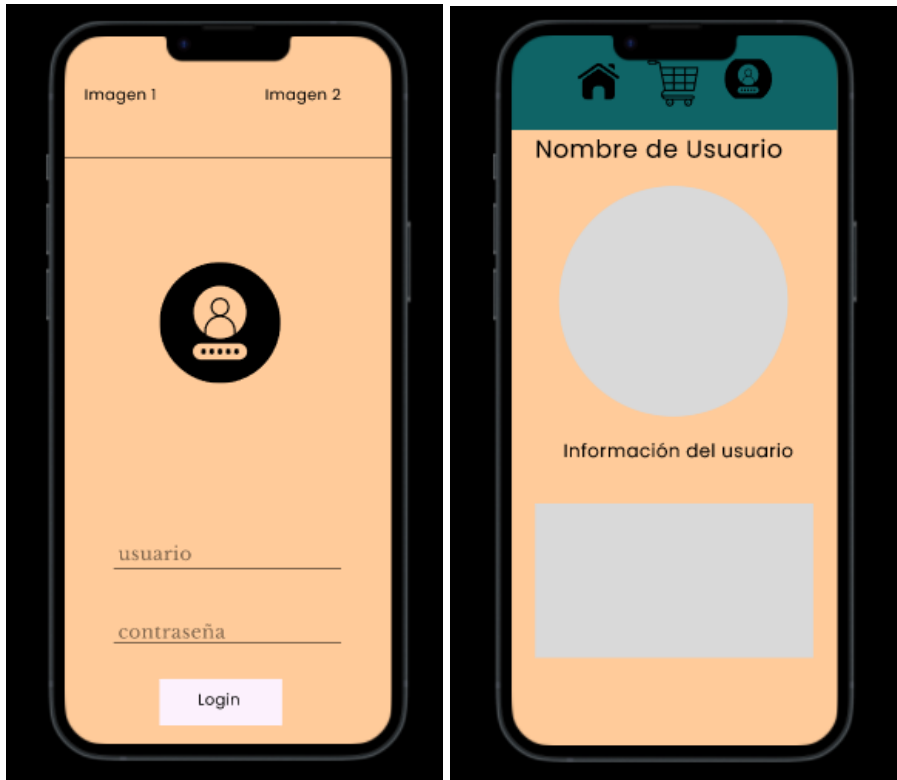 Imagen 1
Imagen 2
usuario
contraseña
Login
Nombre de Usuario
Información del usuario